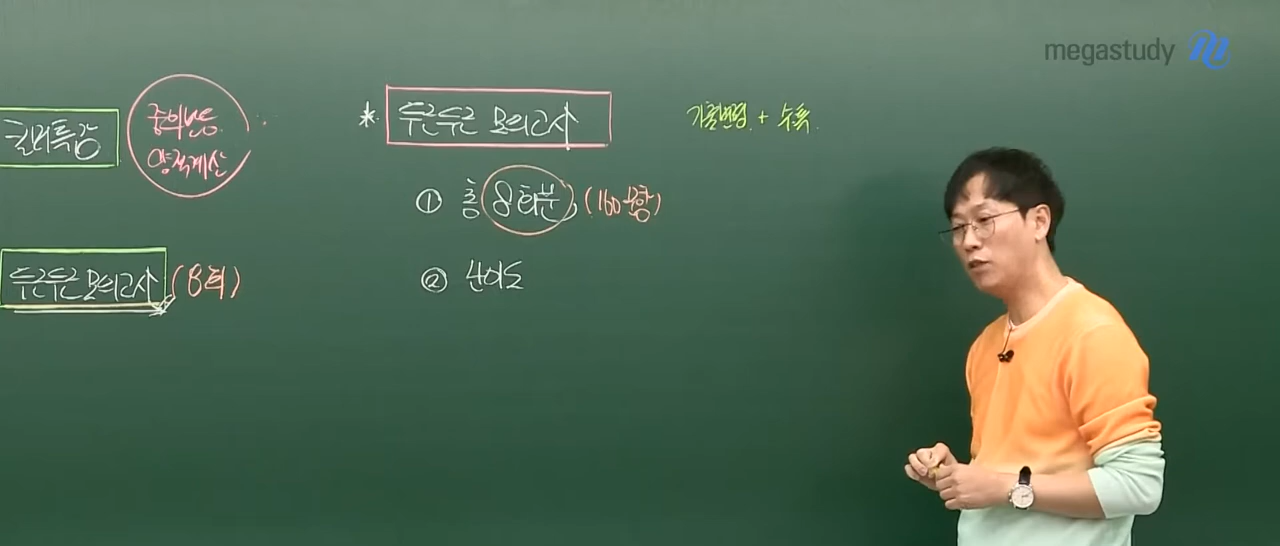 megastudy
킬러특강
중화반응
양적계산
두근두근 모의고사 (8회)
* 두근두근 모의고사
① 총 8회분 (160문항)
② 난이도
기출변형 + 수특